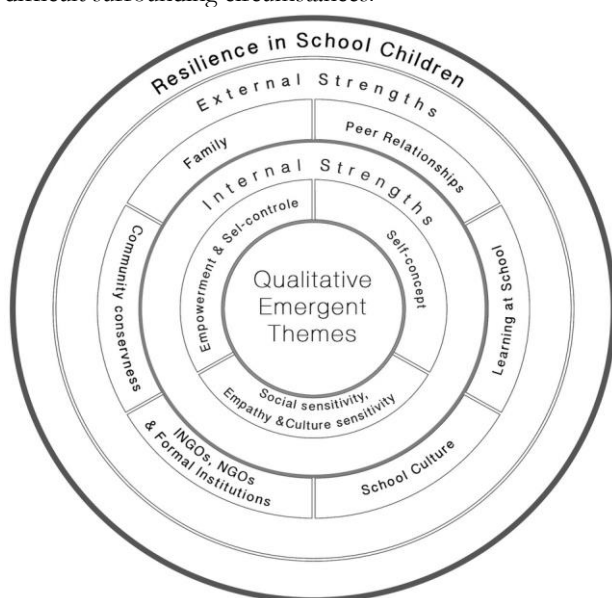 difficult surrounding circumstances.
Resilience in School Children
External Strengths
Family
Peer Relationships
Internal Strengths
Empowerment & Sel-controle
Self-concept
Community conservness
Learning at School
Qualitative
Emergent
Themes
Social sensitivity,
Empathy &Culture sensitivity
INGOs, NGOs
& Formal Institutions
School Culture